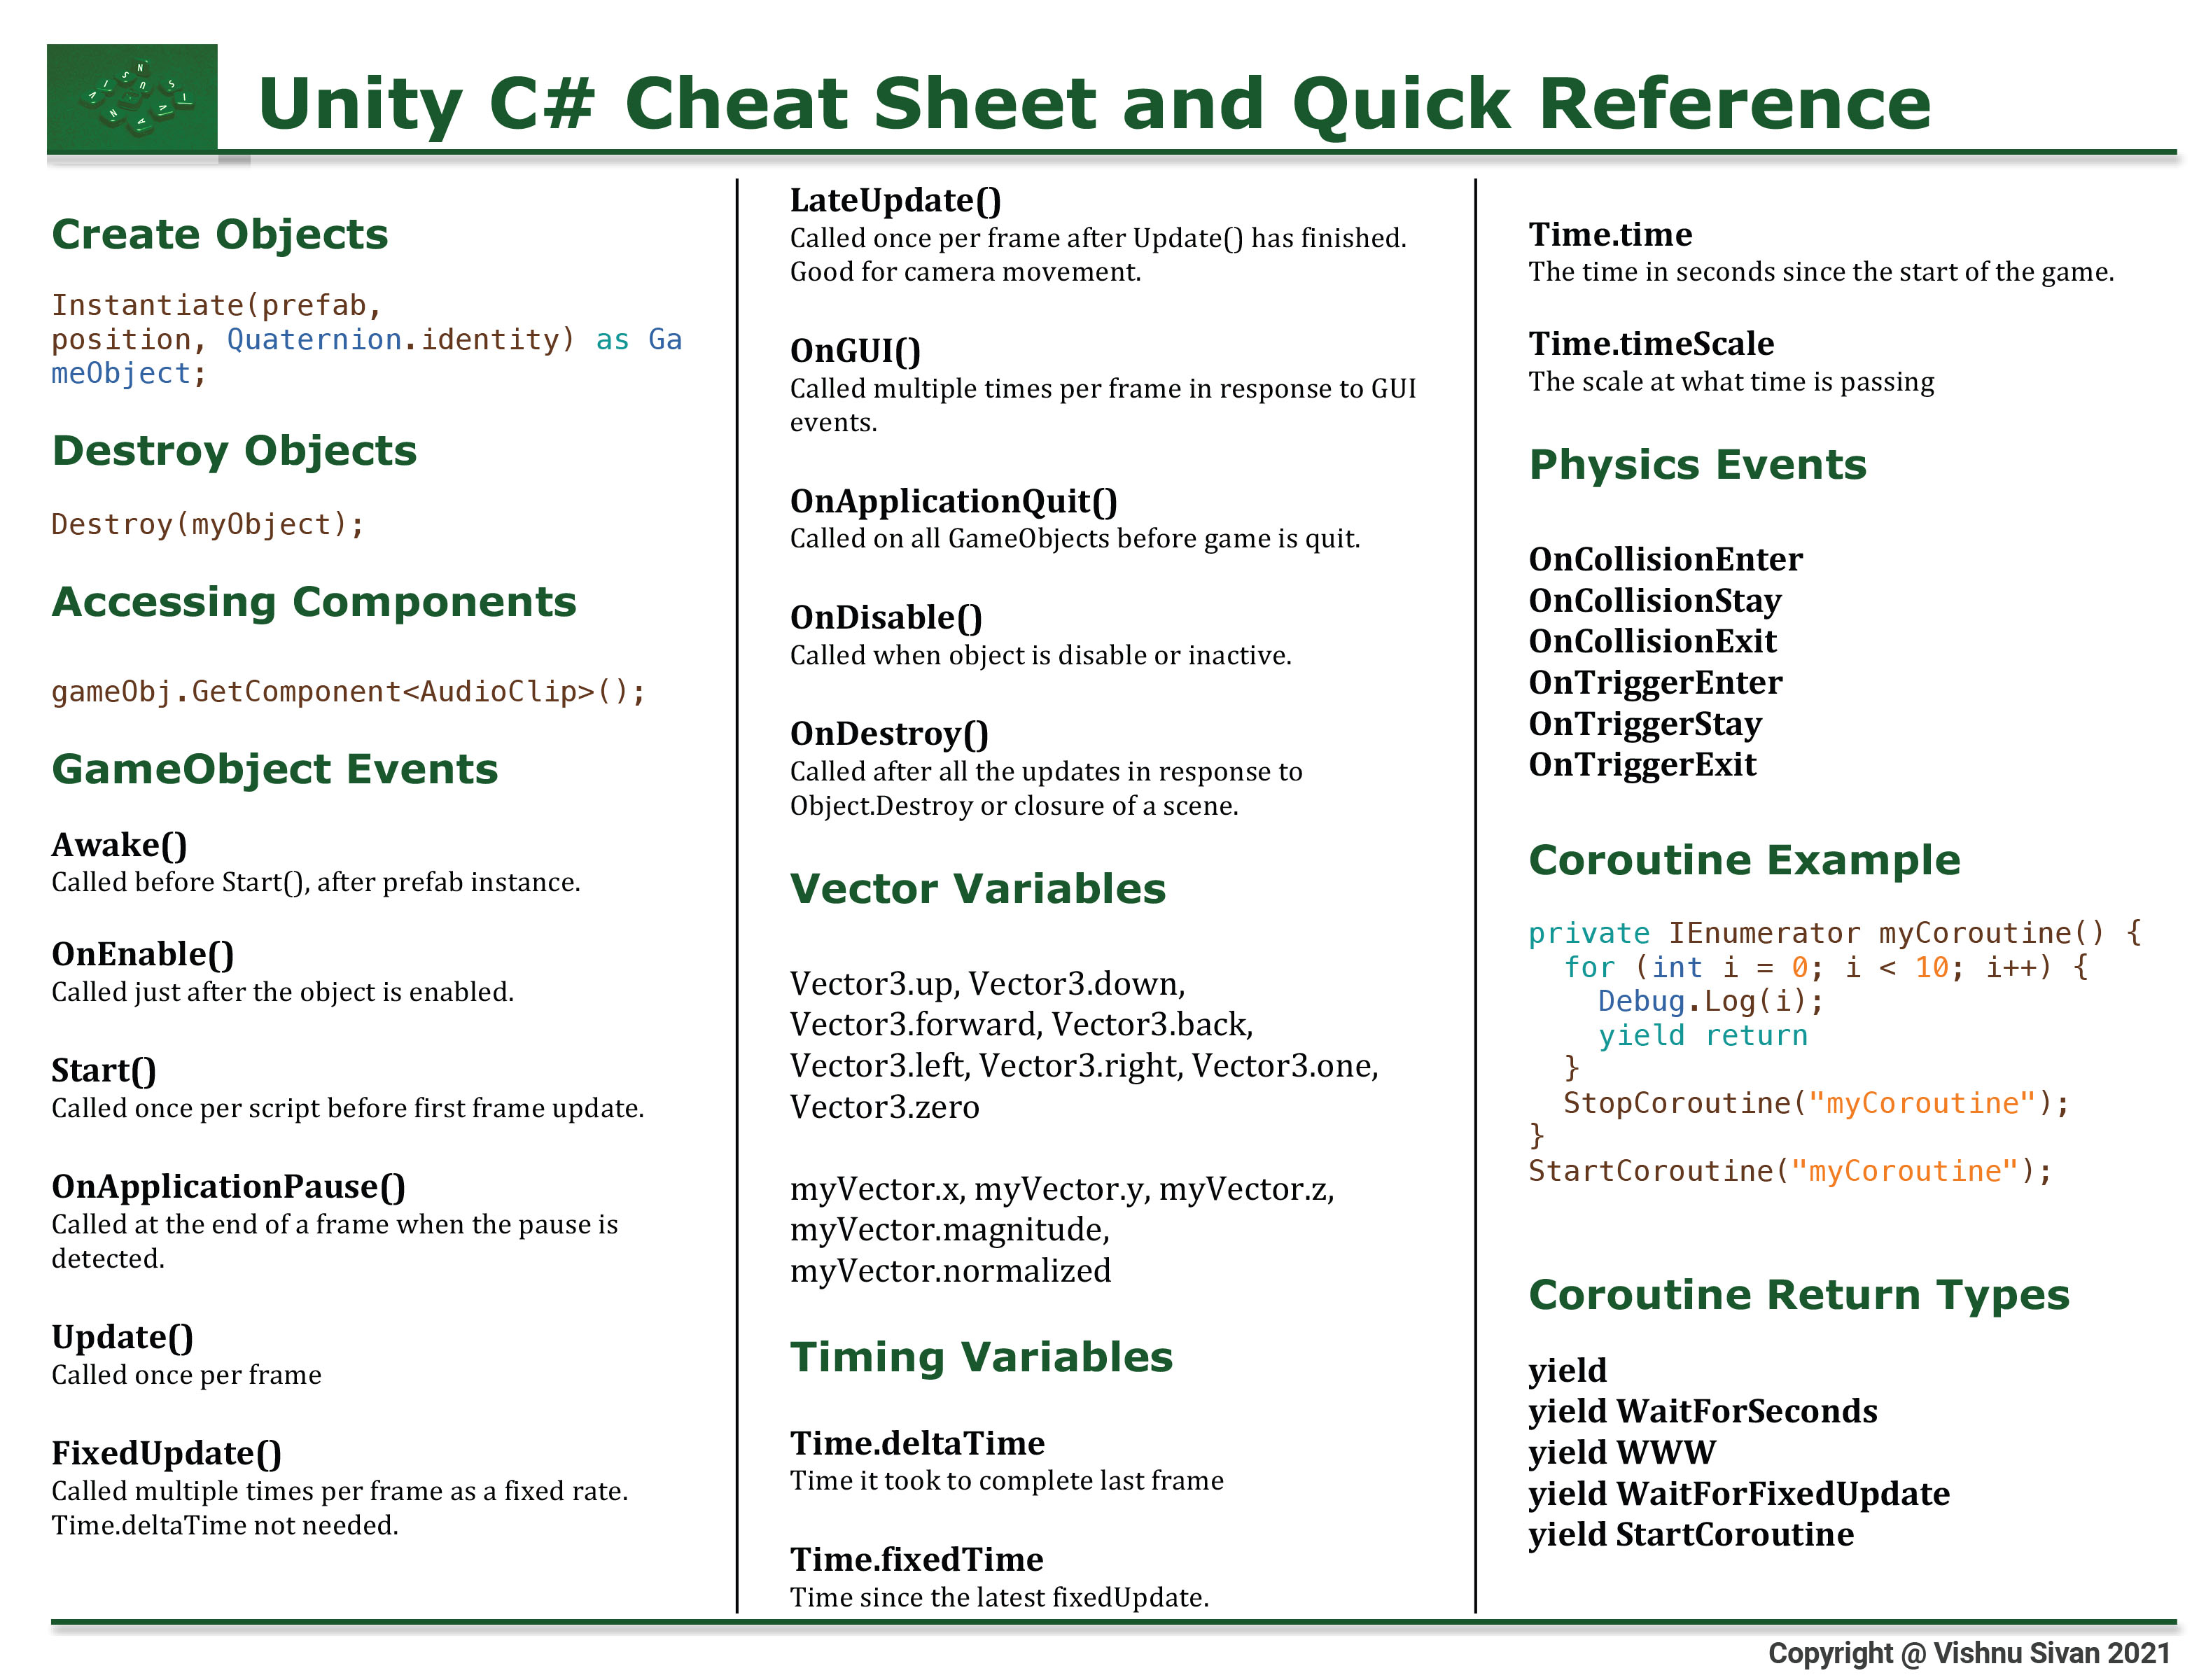 Unity C# Cheat Sheet and Quick Reference
Create Objects
Instantiate(prefab,
position, Quaternion.identity) as Ga
meObject;
Destroy Objects
Destroy(myObject);
Accessing Components
gameObj.GetComponent<AudioClip>();
GameObject Events
Awake()
Called before Start(), after prefab instance.
OnEnable()
Called just after the object is enabled.
Start()
Called once per script before first frame update.
OnApplicationPause()
Called at the end of a frame when the pause is
detected.
Update()
Called once per frame
FixedUpdate()
Called multiple times per frame as a fixed rate.
Time.deltaTime not needed.
LateUpdate()
Called once per frame after Update() has finished.
Good for camera movement.
OnGUI()
Called multiple times per frame in response to GUI
events.
OnApplicationQuit()
Called on all GameObjects before game is quit.
OnDisable()
Called when object is disable or inactive.
OnDestroy()
Called after all the updates in response to
Object.Destroy or closure of a scene.
Vector Variables
Vector3.up, Vector3.down,
Vector3.forward, Vector3.back,
Vector3.left, Vector3.right, Vector3.one,
Vector3.zero
myVector.x, myVector.y, myVector.z,
myVector.magnitude,
myVector.normalized
Timing Variables
Time.deltaTime
Time it took to complete last frame
Time.fixedTime
Time since the latest fixedUpdate.
Time.time
The time in seconds since the start of the game.
Time.timeScale
The scale at what time is passing
Physics Events
OnCollisionEnter
OnCollisionStay
OnCollisionExit
OnTriggerEnter
OnTriggerStay
OnTriggerExit
Coroutine Example
private IEnumerator myCoroutine() {
for (int i = 0; i < 10; i++) {
Debug.Log(i);
yield return
}
StopCoroutine("myCoroutine");
}
StartCoroutine("myCoroutine");
Coroutine Return Types
yield
yield WaitForSeconds
yield WWW
yield WaitForFixedUpdate
yield StartCoroutine
Copyright @ Vishnu Sivan 2021